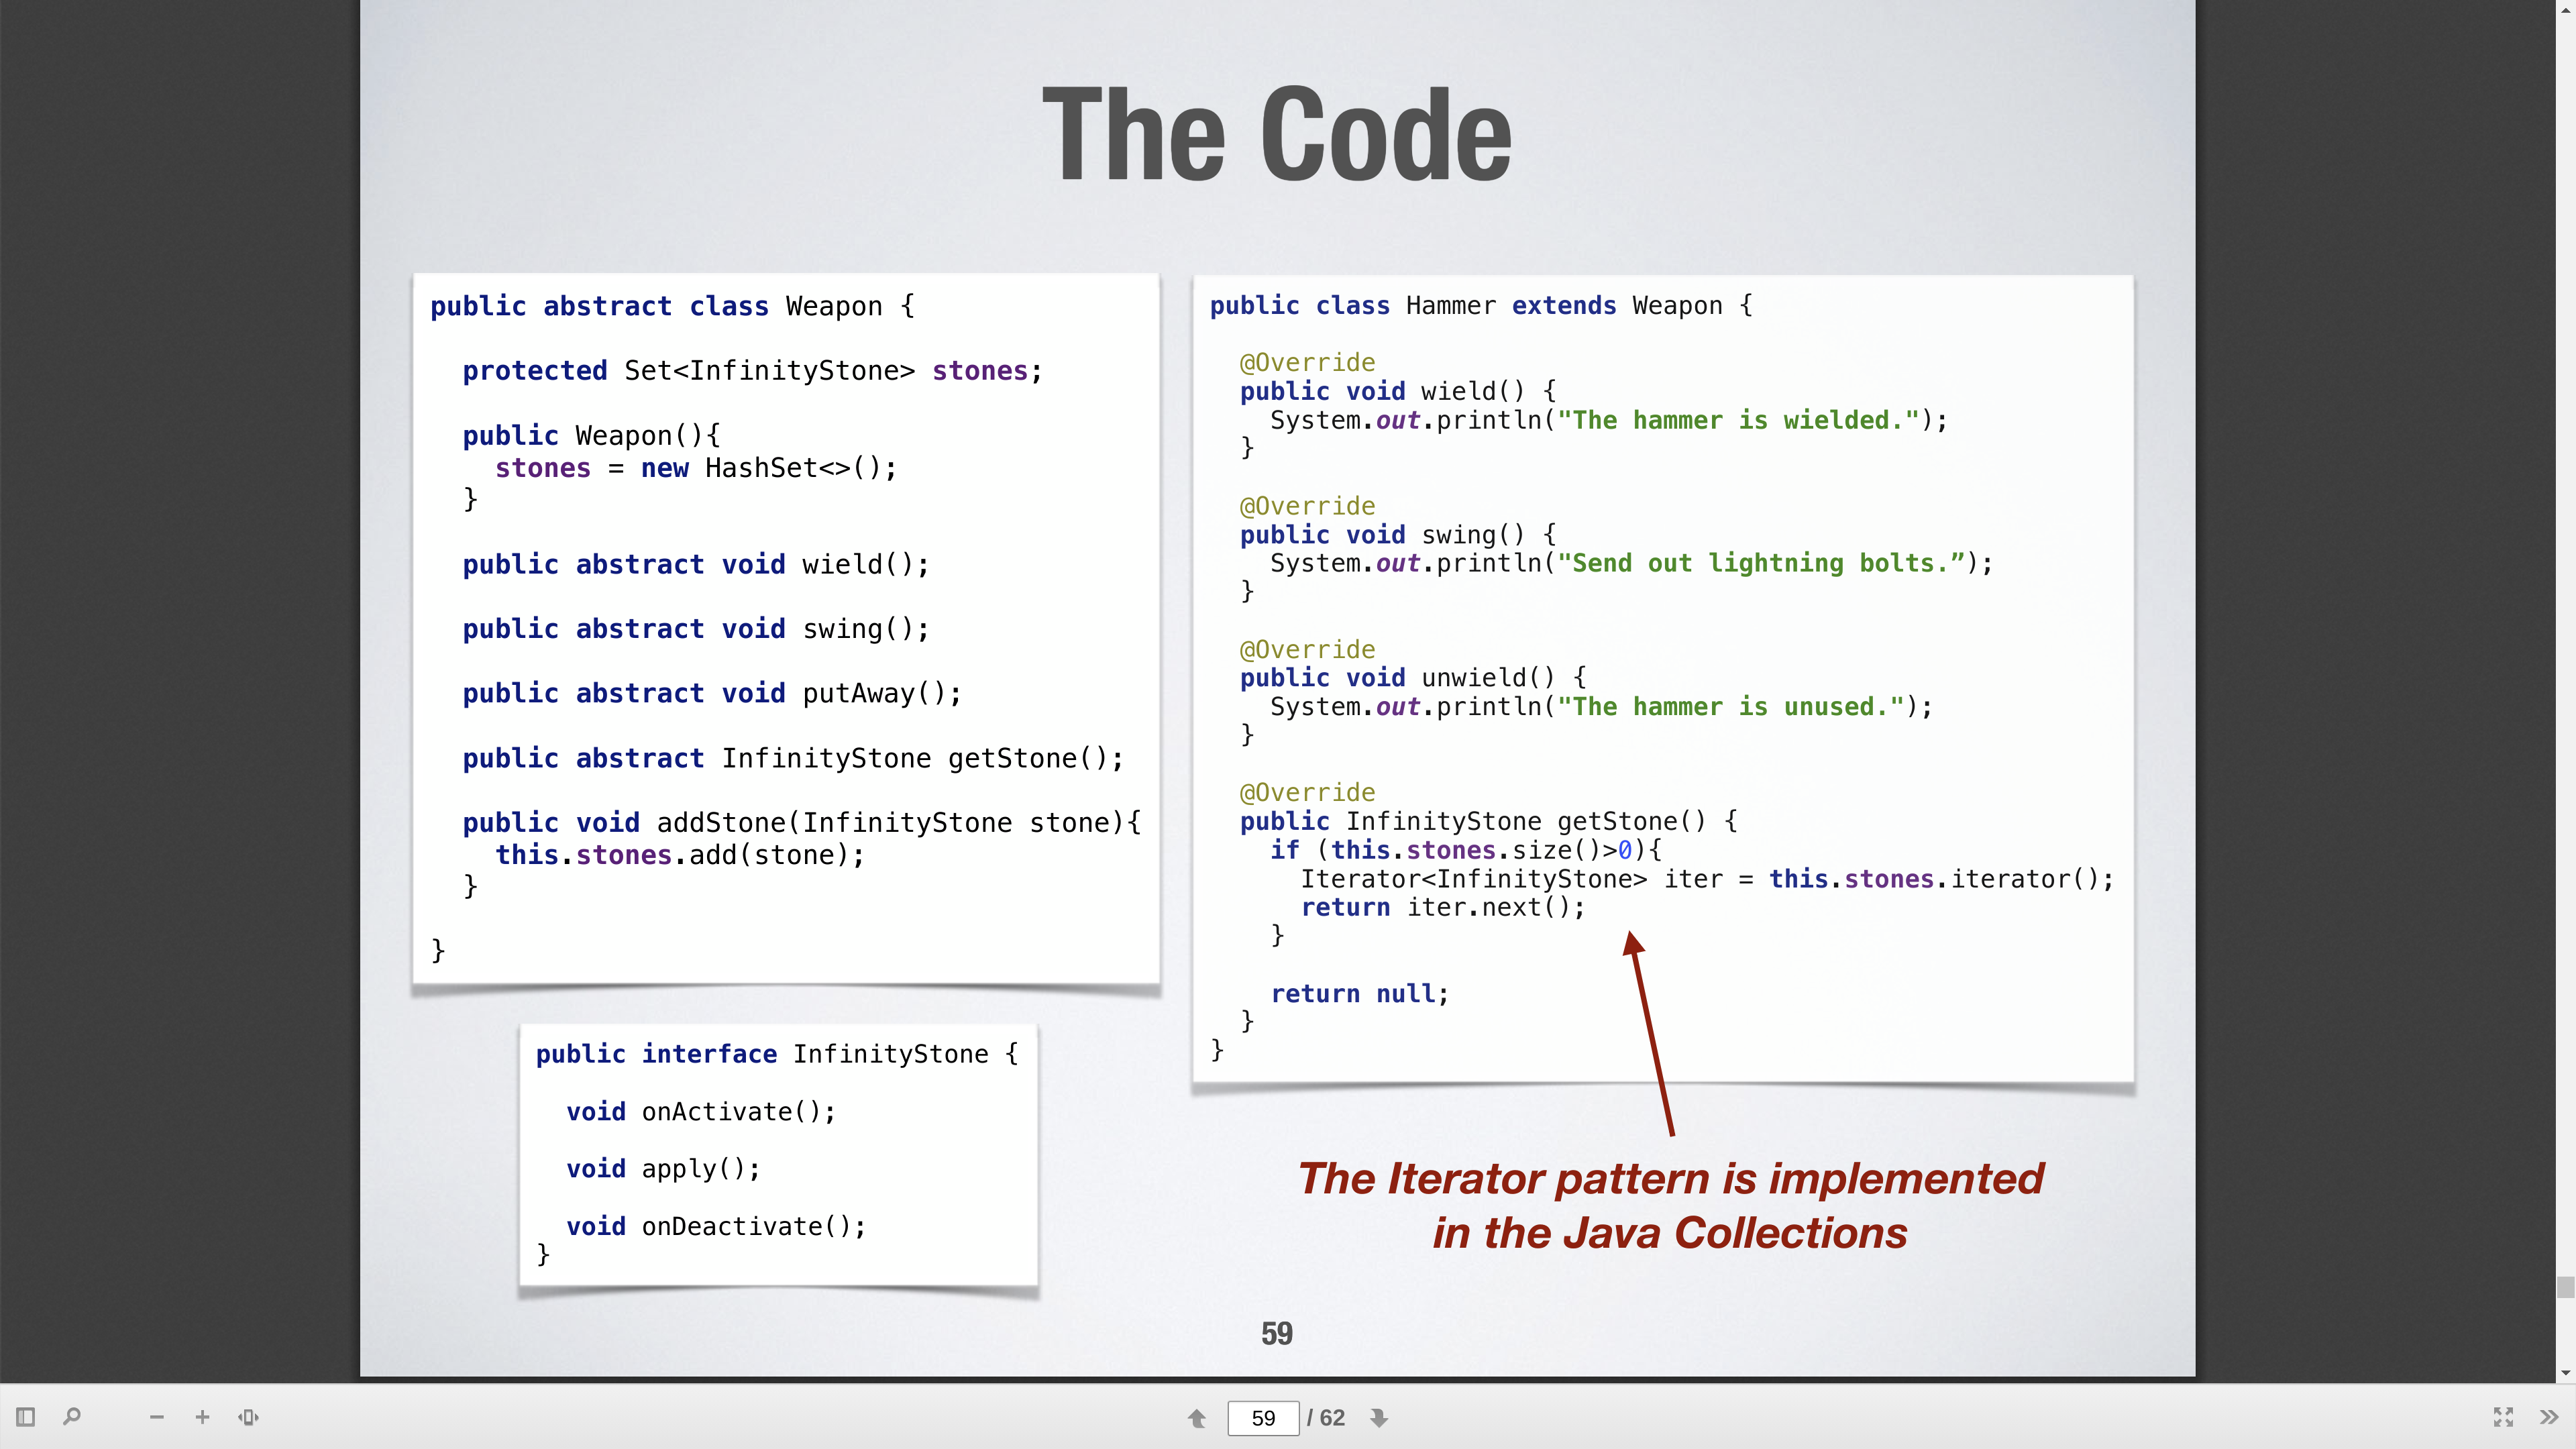 The Code
public abstract class Weapon {
protected Set<InfinityStone> stones;
public Weapon(){
stones = new HashSet<>();
}
public abstract void wield();
public abstract void swing();
public abstract void putAway();
public abstract InfinityStone getStone();
public void addStone(InfinityStone stone){
this.stones.add(stone);
}
}
public interface InfinityStone {
void onActivate();
void apply();
void onDeactivate();
}
public class Hammer extends Weapon {
@Override
public void wield() {
System.out.println("The hammer is wielded.");
}
@Override
public void swing() {
System.out.println("Send out lightning bolts.”);
}
@Override
public void unwield() {
System.out.println("The hammer is unused.");
}
@Override
public InfinityStone getStone() {
if (this.stones.size()>0){
Iterator<InfinityStone> iter = this.stones.iterator();
return iter.next();
}
return null;
}
}
The Iterator pattern is implemented
in the Java Collections
59
59 / 62